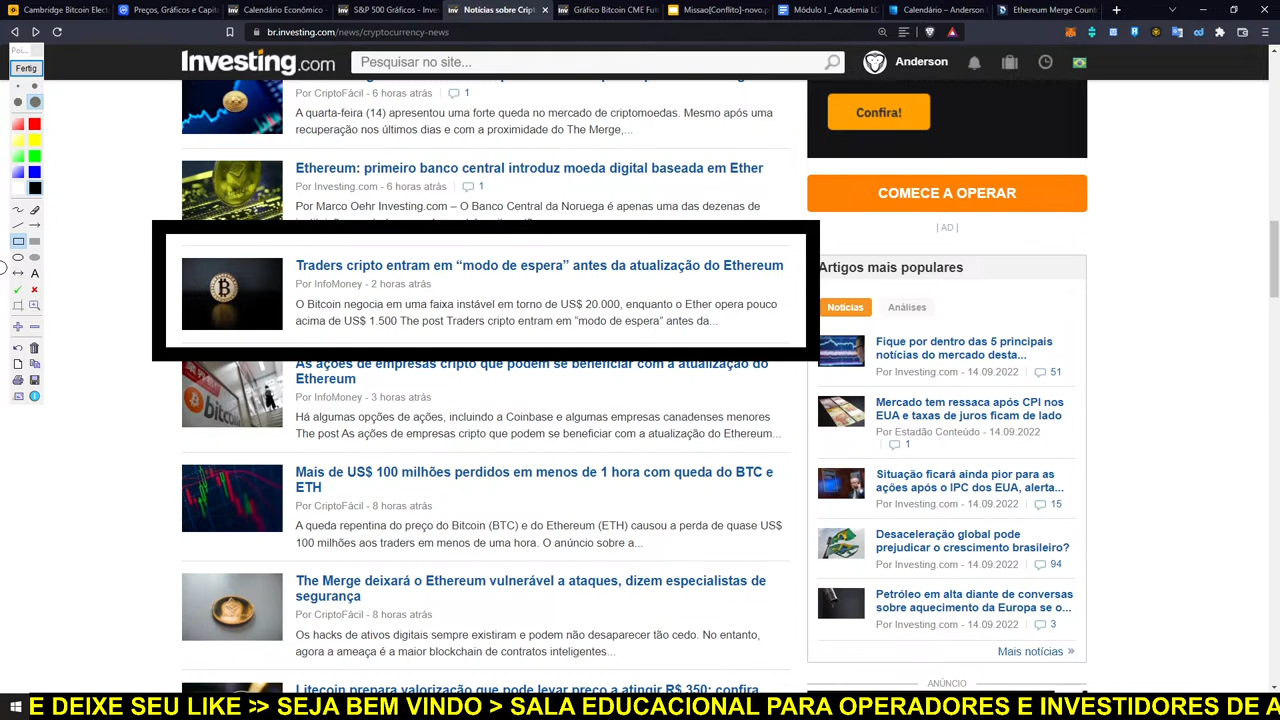 Cambridge Bitcoin Elect
Preços, Gráficos e Capita
Calendário Econômico -
S&P 500 Gráficos - Inves
Notícias sobre Cript
Gráfico Bitcoin CME Fut
Missao[Conflito]-novo.p
Módulo I _ Academia LO
Calendário – Anderson
Ethereum Merge Count
br.investing.com/news/cryptocurrency-news
Fertig
Investing.com
Pesquisar no site...
Anderson
Por CriptoFácil - 6 horas atrás
1
A quarta-feira (14) apresentou uma forte queda no mercado de criptomoedas. Mesmo após uma
recuperação nos últimos dias e com a proximidade do The Merge,...
Ethereum: primeiro banco central introduz moeda digital baseada em Ether
Por Investing.com - 6 horas atrás
1
Por Marco Oehr Investing.com – O Banco Central da Noruega é apenas uma das dezenas de
Traders cripto entram em “modo de espera” antes da atualização do Ethereum
Por InfoMoney - 2 horas atrás
O Bitcoin negocia em uma faixa instável em torno de US$ 20.000, enquanto o Ether opera pouco
acima de US$ 1.500 The post Traders cripto entram em “modo de espera” antes da...
As ações de empresas cripto que podem se beneficiar com a atualização do
Ethereum
Por InfoMoney - 3 horas atrás
Há algumas opções de ações, incluindo a Coinbase e algumas empresas canadenses menores
The post As ações de empresas cripto que podem se beneficiar com a atualização do Ethereum...
Mais de US$ 100 milhões perdidos em menos de 1 hora com queda do BTC e
ETH
Por CriptoFácil - 8 horas atrás
A queda repentina do preço do Bitcoin (BTC) e do Ethereum (ETH) causou a perda de quase US$
100 milhões aos traders em menos de uma hora. O anúncio sobre a...
The Merge deixará o Ethereum vulnerável a ataques, dizem especialistas de
segurança
Por CriptoFácil - 8 horas atrás
Os hacks de ativos digitais sempre existiram e podem não desaparecer tão cedo. No entanto,
agora a ameaça é a maior blockchain de contratos inteligentes...
Litecoin prepara valorização que pode levar preço a atingir R$ 350; confira
Confira!
COMECE A OPERAR
| AD |
Artigos mais populares
Notícias
Análises
Fique por dentro das 5 principais
notícias do mercado desta...
Por Investing.com - 14.09.2022
51
Mercado tem ressaca após CPI nos
EUA e taxas de juros ficam de lado
Por Estadão Conteúdo - 14.09.2022
1
Situação ficará ainda pior para as
ações após o IPC dos EUA, alerta...
Por Investing.com - 14.09.2022
15
Desaceleração global pode
prejudicar o crescimento brasileiro?
Por Investing.com - 14.09.2022
94
Petróleo em alta diante de conversas
sobre aquecimento da Europa se o...
Por Investing.com - 14.09.2022
3
Mais notícias »
ANÚNCIO
E DEIXE SEU LIKE >> SEJA BEM VINDO > SALA EDUCACIONAL PARA OPERADORES E INVESTIDORES DE A